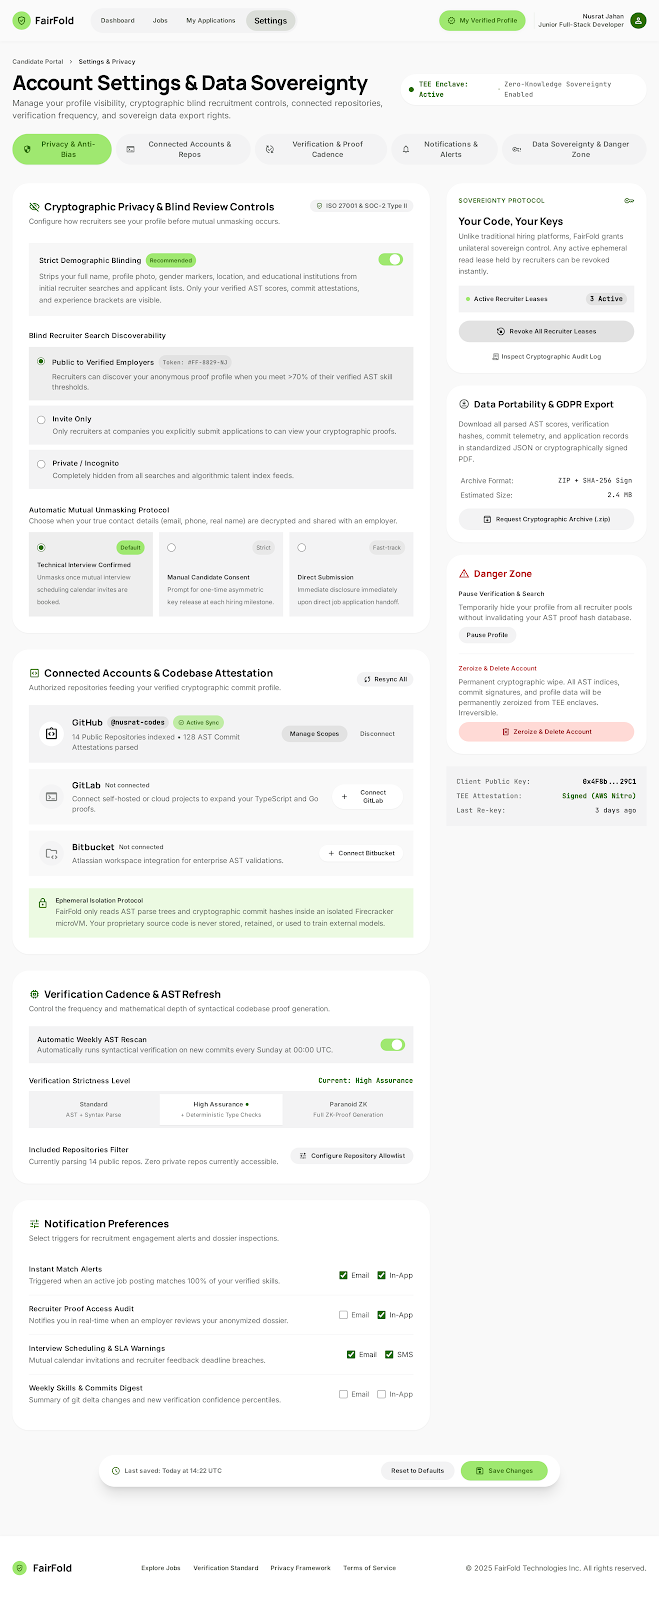 FairFold
Dashboard
Jobs
My Applications
Settings
My Verified Profile
Nusrat Jahan
Junior Full-Stack Developer
Candidate Portal > Settings & Privacy
Account Settings & Data Sovereignty
Manage your profile visibility, cryptographic blind recruitment controls, connected repositories,
verification frequency, and sovereign data export rights.
TEE Enclave:
Active
· Zero-Knowledge Sovereignty
Enabled
Privacy & Anti-
Bias
Connected Accounts &
Repos
Verification & Proof
Cadence
Notifications &
Alerts
Data Sovereignty & Danger
Zone
Cryptographic Privacy & Blind Review Controls
ISO 27001 & SOC-2 Type II
Configure how recruiters see your profile before mutual unmasking occurs.
Strict Demographic Blinding
Recommended
Strips your full name, profile photo, gender markers, location, and educational institutions from
initial recruiter searches and applicant lists. Only your verified AST scores, commit attestations,
and experience brackets are visible.
Blind Recruiter Search Discoverability
Public to Verified Employers
Token: #FF-8829-NJ
Recruiters can discover your anonymous proof profile when you meet >70% of their verified AST skill
thresholds.
Invite Only
Only recruiters at companies you explicitly submit applications to can view your cryptographic proofs.
Private / Incognito
Completely hidden from all searches and algorithmic talent index feeds.
Automatic Mutual Unmasking Protocol
Choose when your true contact details (email, phone, real name) are decrypted and shared with an employer.
Default
Technical Interview Confirmed
Unmasks once mutual interview
scheduling calendar invites are
booked.
Strict
Manual Candidate Consent
Prompt for one-time asymmetric
key release at each hiring milestone.
Fast-track
Direct Submission
Immediate disclosure immediately
upon direct job application handoff.
Connected Accounts & Codebase Attestation
Authorized repositories feeding your verified cryptographic commit profile.
Resync All
GitHub
@nusrat-codes
Active Sync
14 Public Repositories indexed • 128 AST Commit
Attestations parsed
Manage Scopes
Disconnect
GitLab Not connected
Connect self-hosted or cloud projects to expand your TypeScript and Go
proofs.
+ Connect
GitLab
Bitbucket Not connected
Atlassian workspace integration for enterprise AST validations.
+ Connect Bitbucket
Ephemeral Isolation Protocol
FairFold only reads AST parse trees and cryptographic commit hashes inside an isolated Firecracker
microVM. Your proprietary source code is never stored, retained, or used to train external models.
Verification Cadence & AST Refresh
Control the frequency and mathematical depth of syntactical codebase proof generation.
Automatic Weekly AST Rescan
Automatically runs syntactical verification on new commits every Sunday at 00:00 UTC.
Verification Strictness Level
Current: High Assurance
Standard
AST + Syntax Parse
High Assurance •
+ Deterministic Type Checks
Paranoid ZK
Full ZK-Proof Generation
Included Repositories Filter
Currently parsing 14 public repos. Zero private repos currently accessible.
Configure Repository Allowlist
Notification Preferences
Select triggers for recruitment engagement alerts and dossier inspections.
Instant Match Alerts
Triggered when an active job posting matches 100% of your verified skills.
Email
In-App
Recruiter Proof Access Audit
Notifies you in real-time when an employer reviews your anonymized dossier.
Email
In-App
Interview Scheduling & SLA Warnings
Mutual calendar invitations and recruiter feedback deadline breaches.
Email
SMS
Weekly Skills & Commits Digest
Summary of git delta changes and new verification confidence percentiles.
Email
In-App
SOVEREIGNTY PROTOCOL
Your Code, Your Keys
Unlike traditional hiring platforms, FairFold grants
unilateral sovereign control. Any active ephemeral
read lease held by recruiters can be revoked
instantly.
Active Recruiter Leases
3 Active
Revoke All Recruiter Leases
Inspect Cryptographic Audit Log
Data Portability & GDPR Export
Download all parsed AST scores, verification
hashes, commit telemetry, and application records
in standardized JSON or cryptographically signed
PDF.
Archive Format:
ZIP + SHA-256 Sign
Estimated Size:
2.4 MB
Request Cryptographic Archive (.zip)
Danger Zone
Pause Verification & Search
Temporarily hide your profile from all recruiter pools
without invalidating your AST proof hash database.
Pause Profile
Zeroize & Delete Account
Permanent cryptographic wipe. All AST indices,
commit signatures, and profile data will be
permanently zeroized from TEE enclaves.
Irreversible.
Zeroize & Delete Account
Client Public Key:
0x4F8b...29C1
TEE Attestation:
Signed (AWS Nitro)
Last Re-key:
3 days ago
Last saved: Today at 14:22 UTC
Reset to Defaults
Save Changes
FairFold
Explore Jobs
Verification Standard
Privacy Framework
Terms of Service
© 2025 FairFold Technologies Inc. All rights reserved.